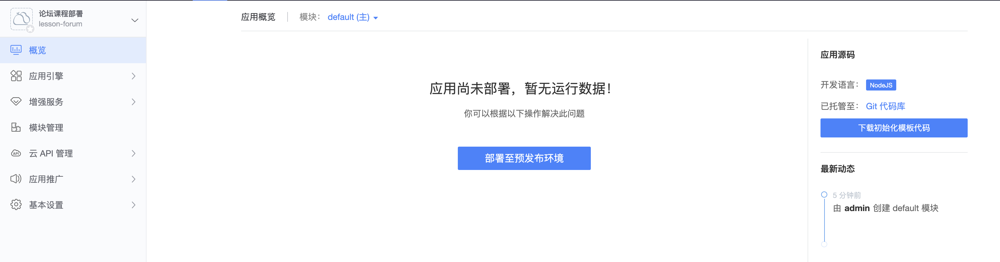 论坛课程部署
lesson-forum
概览
应用引擎
增强服务
模块管理
API
云 API 管理
应用推广
基本设置
应用概览
模块： default (主)
应用尚未部署，暂无运行数据！
你可以根据以下操作解决此问题
部署至预发布环境
应用源码
开发语言： NodeJS
已托管至： Git 代码库
下载初始化模板代码
最新动态
5 分钟前
由 admin 创建 default 模块